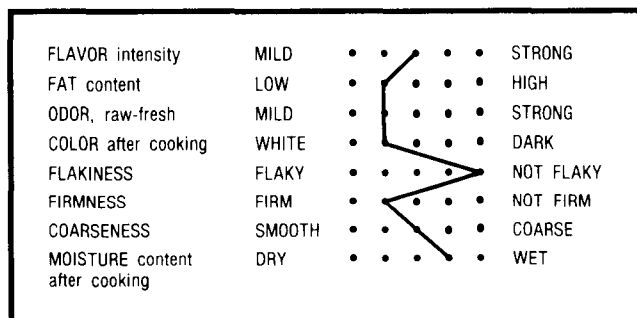 FLAVOR intensity MILD STRONG
FAT content LOW HIGH
ODOR, raw-fresh MILD STRONG
COLOR after cooking WHITE DARK
FLAKINESS FLAKY NOT FLAKY
FIRMNESS FIRM NOT FIRM
COARSENESS SMOOTH COARSE
MOISTURE content DRY WET
after cooking